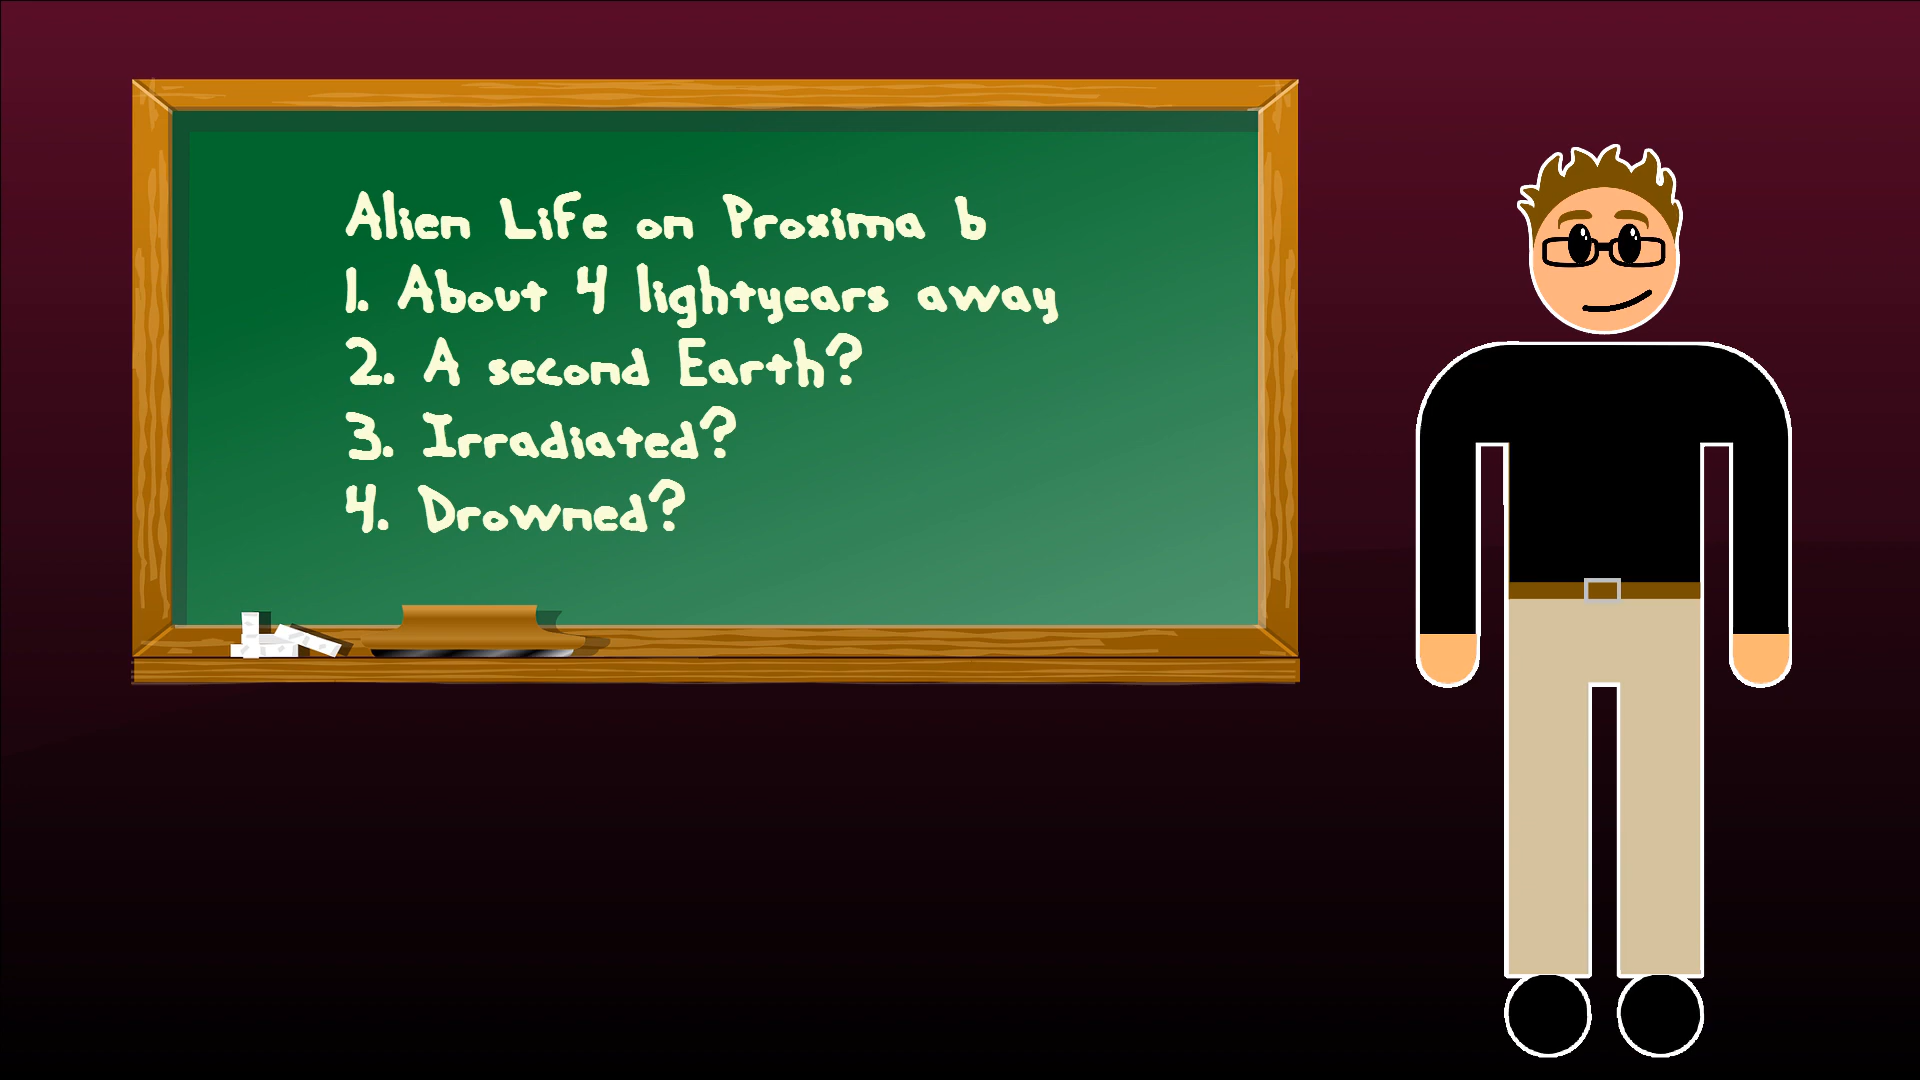 Alien Life on Proxima b
1. About 4 lightyears away
2. A second Earth?
3. Irradiated?
4. Drowned?